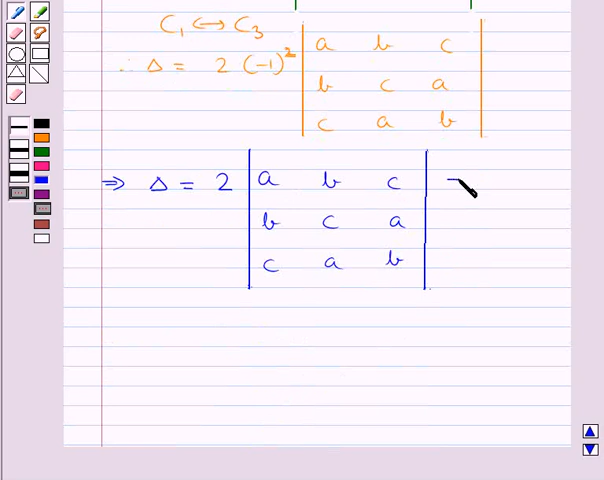 C₁ ⟷ C₃
∴ Δ = 2 (−1)² | a b c |
| b c a |
| c a b |
⇒ Δ = 2 | a b c | −
| b c a |
| c a b |